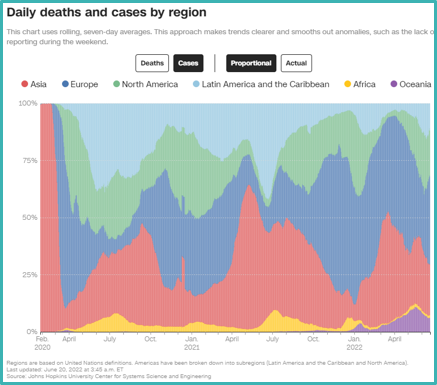 Daily deaths and cases by region
This chart uses rolling, seven-day averages. This approach makes trends clearer and smooths out anomalies, such as the lack o
reporting during the weekend.
Deaths Cases Proportional Actual
Asia Europe North America Latin America and the Caribbean Africa Oceania
100%
75%
50%
25%
0%
Feb. April July Oct. Jan. April July Oct. Jan. April
2020 2021 2022
Regions are based on United Nations definitions. Americas have been broken down into subregions (Latin America and the Caribbean and North America).
Last updated: June 20, 2022 at 3:45 a.m. ET
Source: Johns Hopkins University Center for Systems Science and Engineering